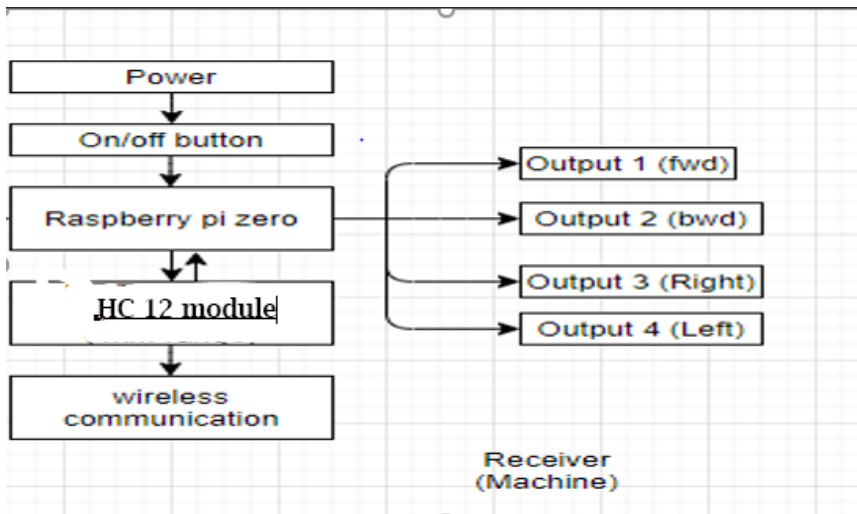 Power
On/off button
Raspberry pi zero
HC 12 module
wireless
communication
Output 1 (fwd)
Output 2 (bwd)
Output 3 (Right)
Output 4 (Left)
Receiver
(Machine)